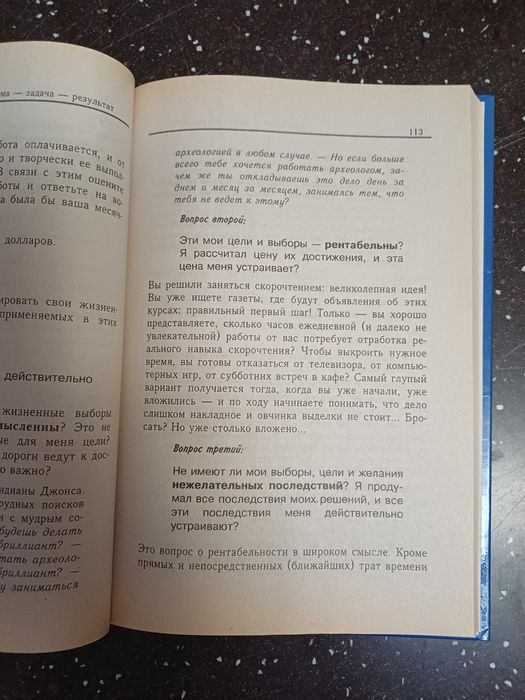 ма — задача — результат
бота оплачивается, и от
о и творчески ее выпол-
В связи с этим оцените
боты и ответьте на во-
а была бы ваша месяч-
долларов.
ировать свои жизнен-
применяемых в этих
действительно
жизненные выборы
мысленны? Это не
ые для меня цели?
дороги ведут к дос-
о важно?
ндианы Джонса.
рудных поисков
и с мудрым со-
будешь делать
бриллиант? —
тать археоло-
бриллиант? —
у заниматься
113
археологией в любом случае. — Но если больше
всего тебе хочется работать археологом, за-
чем же ты откладываешь это дело день за
днем и месяц за месяцем, занимаясь тем, что
тебя не ведет к этому?
Вопрос второй:
Эти мои цели и выборы — рентабельны?
Я рассчитал цену их достижения, и эта
цена меня устраивает?
Вы решили заняться скорочтением: великолепная идея!
Вы уже ищете газеты, где будут объявления об этих
курсах: правильный первый шаг! Только — вы хорошо
представляете, сколько часов ежедневной (и далеко не
увлекательной) работы от вас потребует отработка ре-
ального навыка скорочтения? Чтобы выкроить нужное
время, вы готовы отказаться от телевизора, от компью-
терных игр, от субботних встреч в кафе? Самый глупый
вариант получается тогда, когда вы уже начали, уже
вложились — и по ходу начинаете понимать, что дело
слишком накладное и овчинка выделки не стоит... Бро-
сать? Но уже столько вложено...
Вопрос третий:
Не имеют ли мои выборы, цели и желания
нежелательных последствий? Я проду-
мал все последствия моих решений, и все
эти последствия меня действительно
устраивают?
Это вопрос о рентабельности в широком смысле. Кроме
прямых и непосредственных (ближайших) трат времени